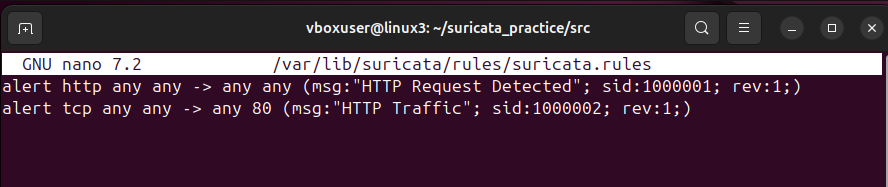 vboxuser@linux3: ~/suricata_practice/src
GNU nano 7.2 /var/lib/suricata/rules/suricata.rules
alert http any any -> any any (msg:"HTTP Request Detected"; sid:1000001; rev:1;)
alert tcp any any -> any 80 (msg:"HTTP Traffic"; sid:1000002; rev:1;)